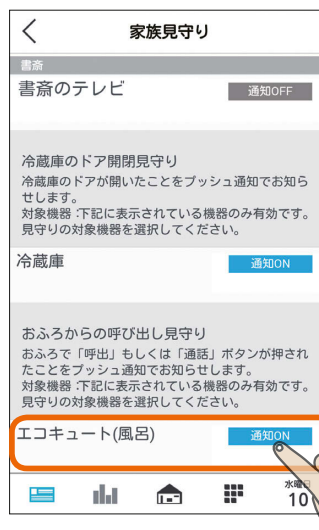 家族見守り
書斎
書斎のテレビ
通知OFF
冷蔵庫のドア開閉見守り
冷蔵庫のドアが開いたことをプッシュ通知でお知ら
せします。
対象機器:下記に表示されている機器のみ有効です。
見守りの対象機器を選択してください。
冷蔵庫
通知ON
おふろからの呼び出し見守り
おふろで「呼出」もしくは「通話」ボタンが押され
たことをプッシュ通知でお知らせします。
対象機器:下記に表示されている機器のみ有効です。
見守りの対象機器を選択してください。
エコキュート(風呂)
通知ON
水曜日
10